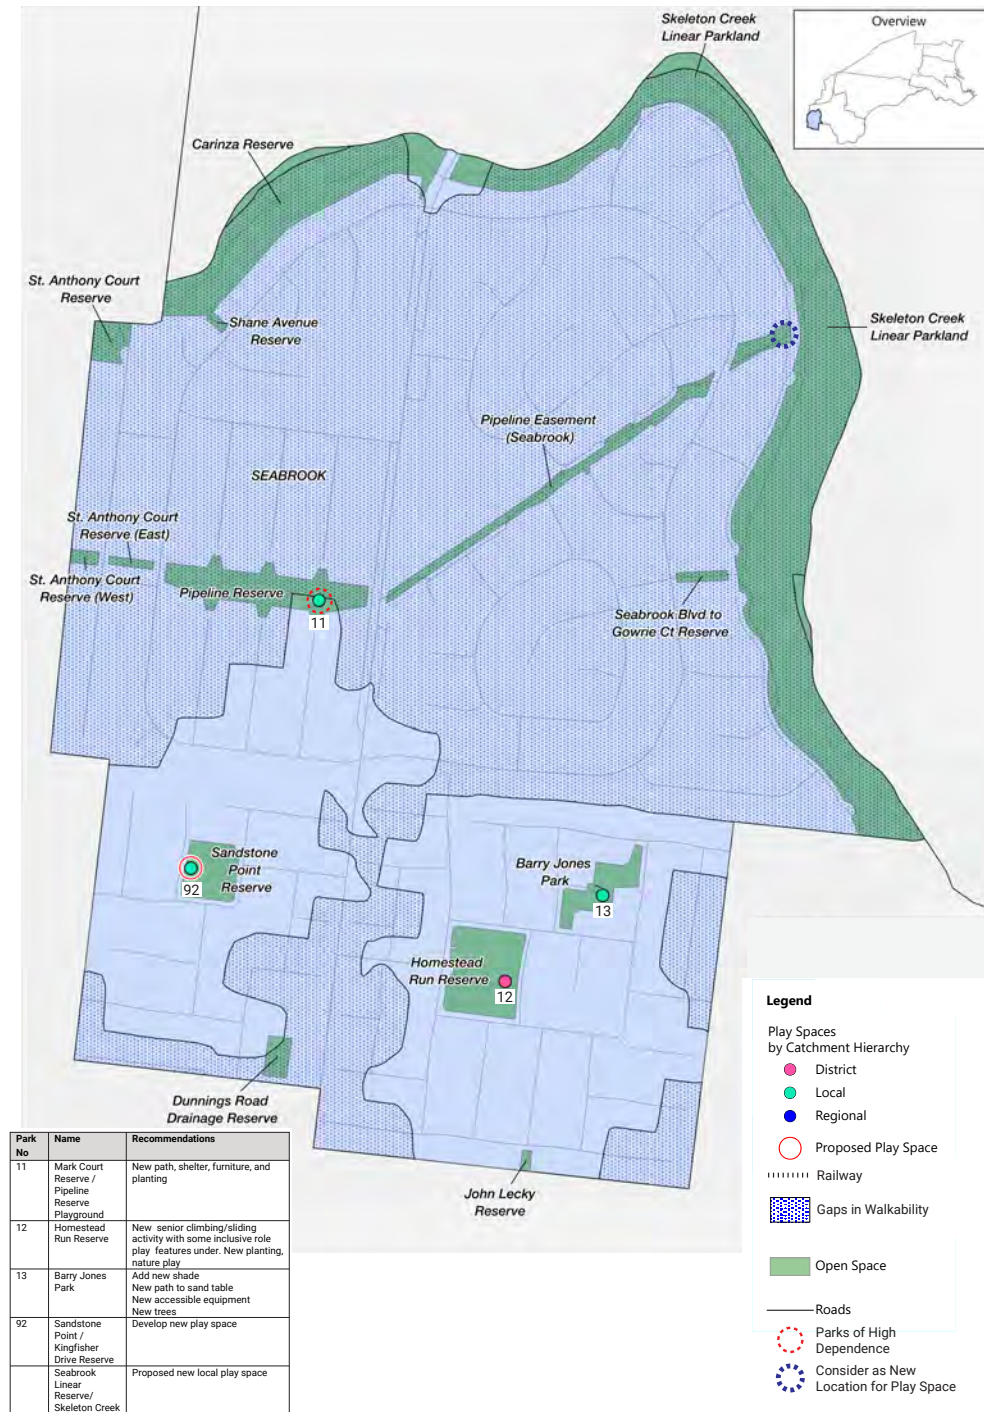 Skeleton Creek
Linear Parkland
Overview
Carinza Reserve
St. Anthony Court
Reserve
Shane Avenue
Reserve
Skeleton Creek
Linear Parkland
Pipeline Easement
(Seabrook)
SEABROOK
St. Anthony Court
Reserve (East)
St. Anthony Court
Reserve (West)
Pipeline Reserve
11
Seabrook Blvd to
Gowrie Ct Reserve
Sandstone
Point
Reserve
92
Barry Jones
Park
13
Homestead
Run Reserve
12
Dunnings Road
Drainage Reserve
John Lecky
Reserve
Legend
Play Spaces
by Catchment Hierarchy
District
Local
Regional
Proposed Play Space
Railway
Gaps in Walkability
Open Space
Roads
Parks of High
Dependence
Consider as New
Location for Play Space
Park No Name Recommendations
11 Mark Court Reserve / Pipeline Reserve Playground New path, shelter, furniture, and planting
12 Homestead Run Reserve New senior climbing/sliding activity with some inclusive role play features under. New planting, nature play
13 Barry Jones Park Add new shade
New path to sand table
New accessible equipment
New trees
92 Sandstone Point / Kingfisher Drive Reserve Develop new play space
Seabrook Linear Reserve/ Skeleton Creek Proposed new local play space